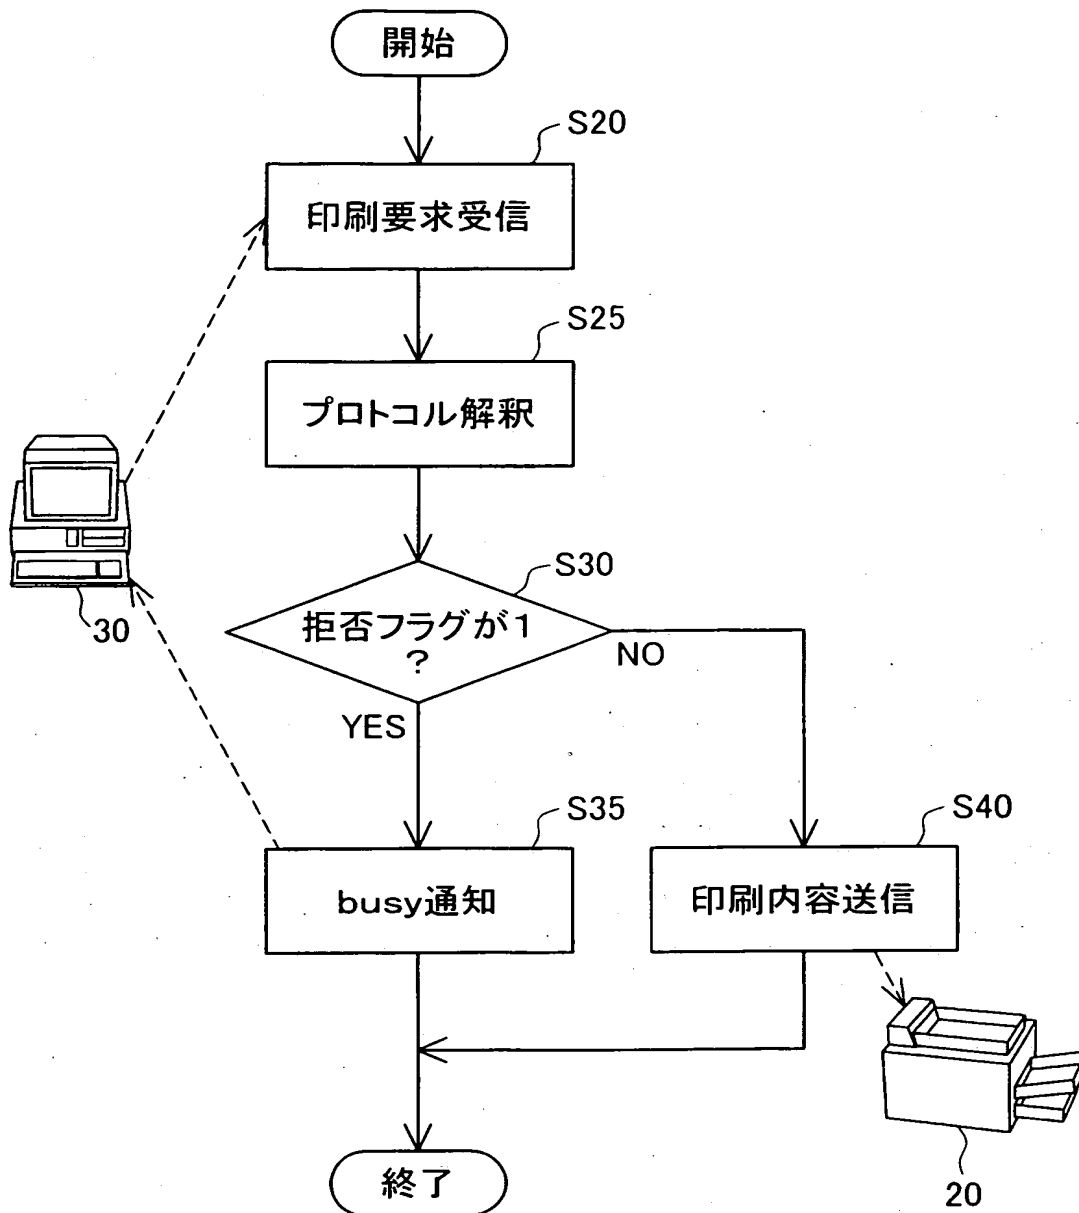 開始
S20
印刷要求受信
S25
プロトコル解釈
30
S30
拒否フラグが1
?
NO
YES
S35
busy通知
S40
印刷内容送信
20
終了